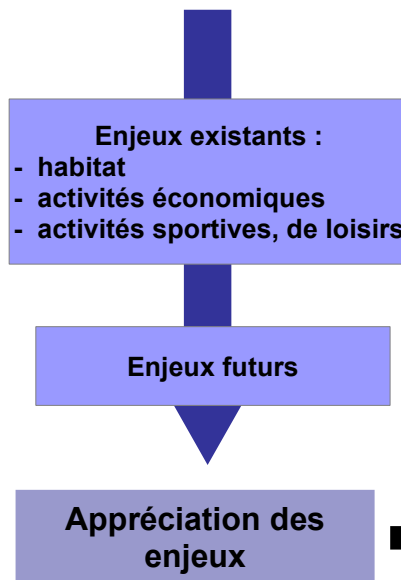 Enjeux existants :
- habitat
- activités économiques
- activités sportives, de loisirs
Enjeux futurs
Appréciation des
enjeux